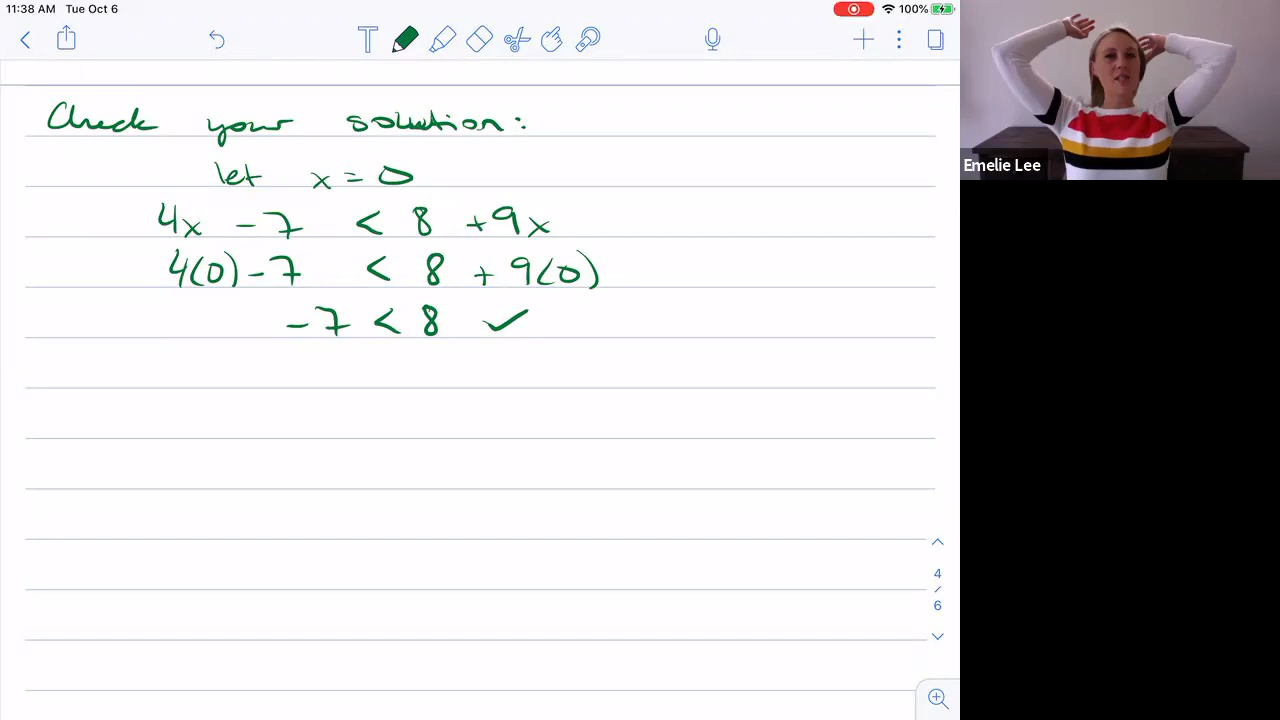 11:38 AM Tue Oct 6
100%
T
Check your solution:
let x = 0
4x - 7 < 8 + 9x
4(0) - 7 < 8 + 9(0)
-7 < 8 ✓
Emelie Lee
4
6